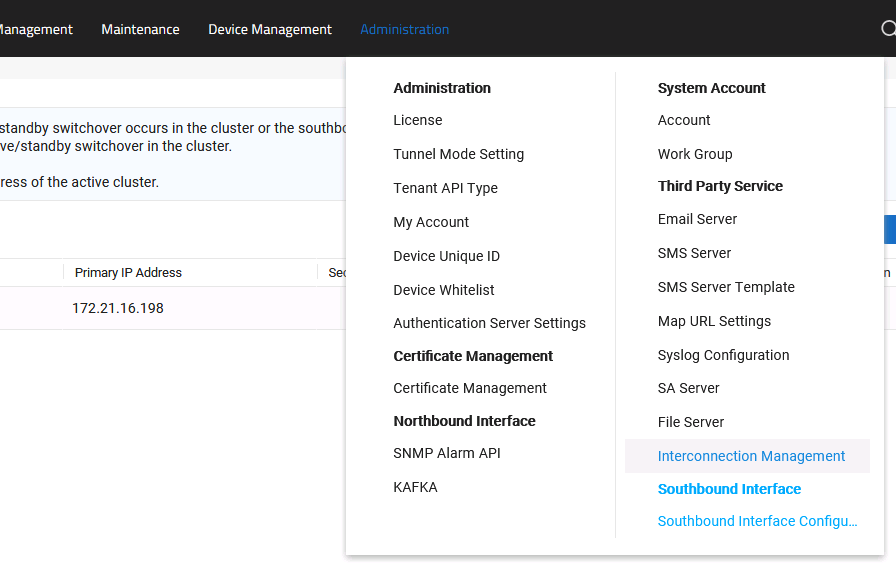 Management Maintenance Device Management Administration
standby switchover occurs in the cluster or the southbo
ve/standby switchover in the cluster.
ress of the active cluster.
Primary IP Address Sec
172.21.16.198
Administration
License
Tunnel Mode Setting
Tenant API Type
My Account
Device Unique ID
Device Whitelist
Authentication Server Settings
Certificate Management
Certificate Management
Northbound Interface
SNMP Alarm API
KAFKA
System Account
Account
Work Group
Third Party Service
Email Server
SMS Server
SMS Server Template
Map URL Settings
Syslog Configuration
SA Server
File Server
Interconnection Management
Southbound Interface
Southbound Interface Configu...
n